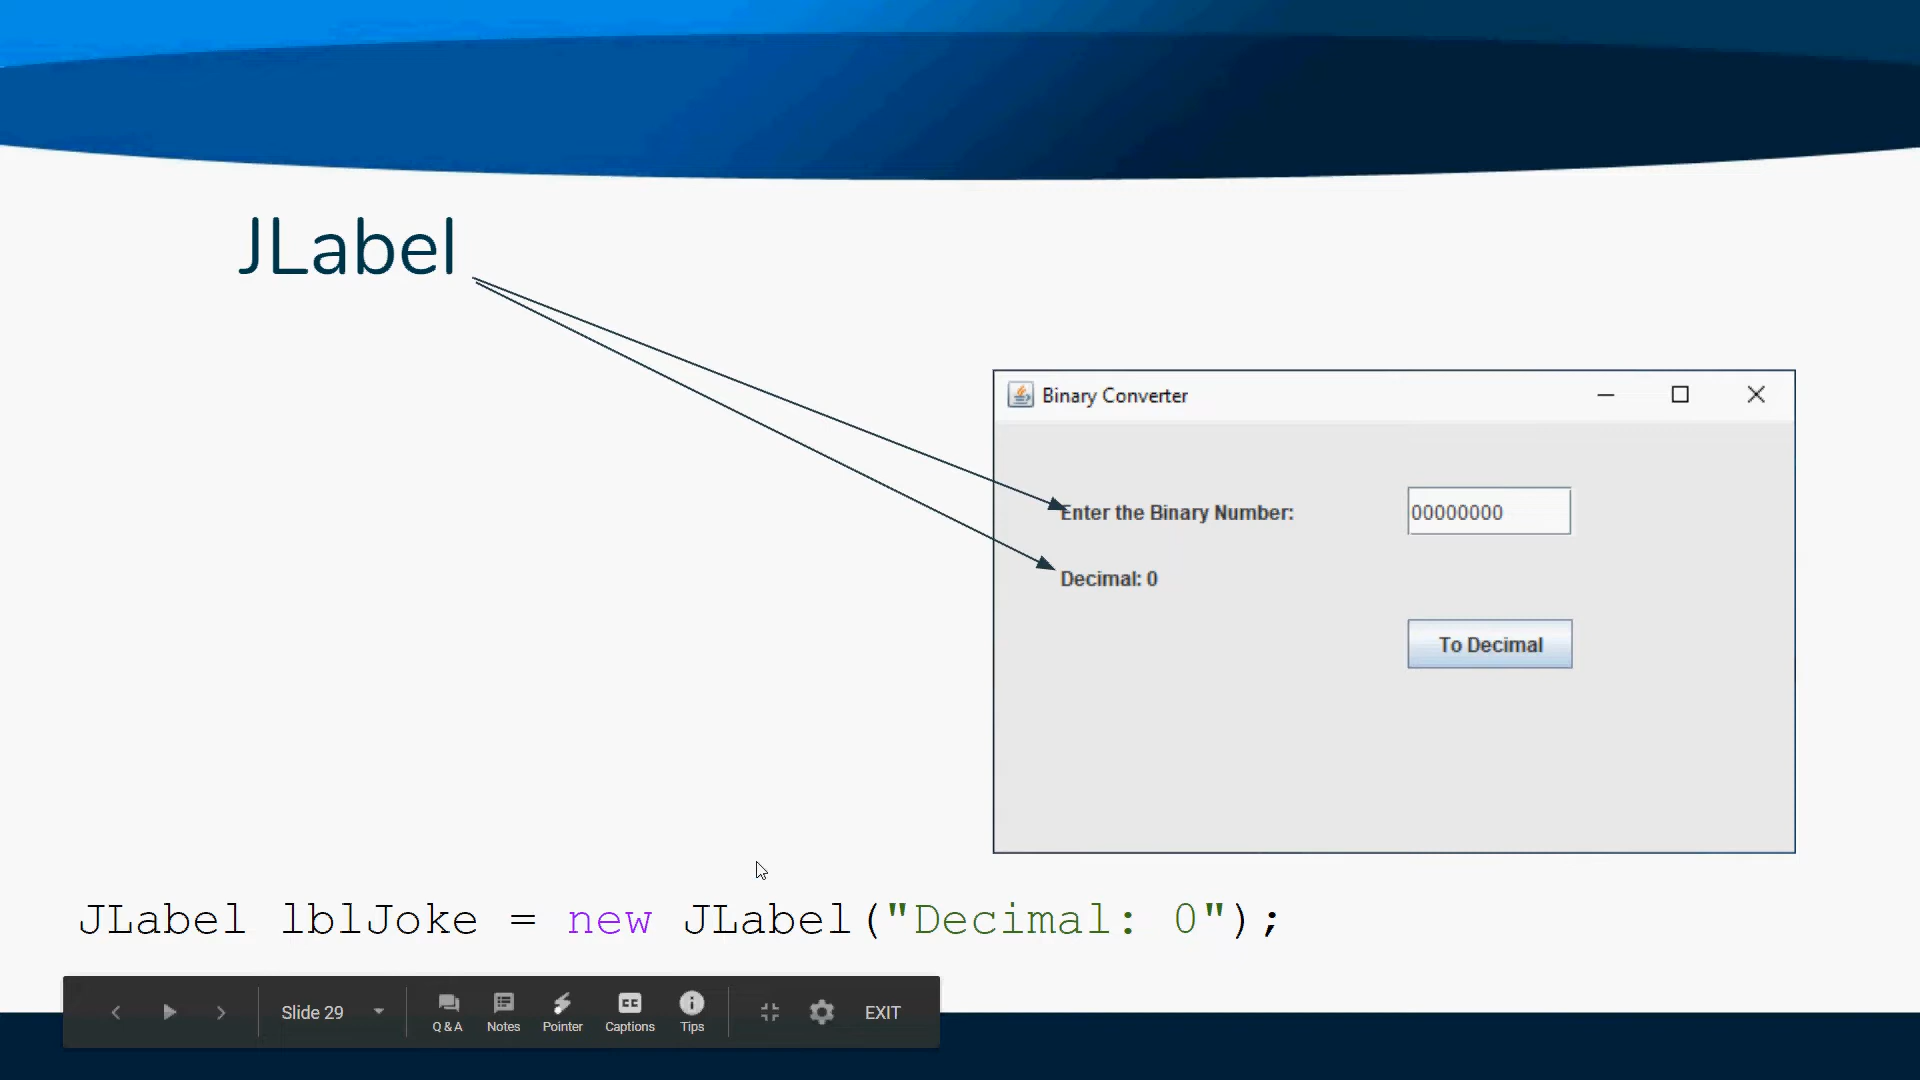 JLabel
Binary Converter
Enter the Binary Number:
00000000
Decimal: 0
To Decimal
JLabel lblJoke = new JLabel("Decimal: 0");
Slide 29
Q & A
Notes
Pointer
CC
Captions
Tips
EXIT